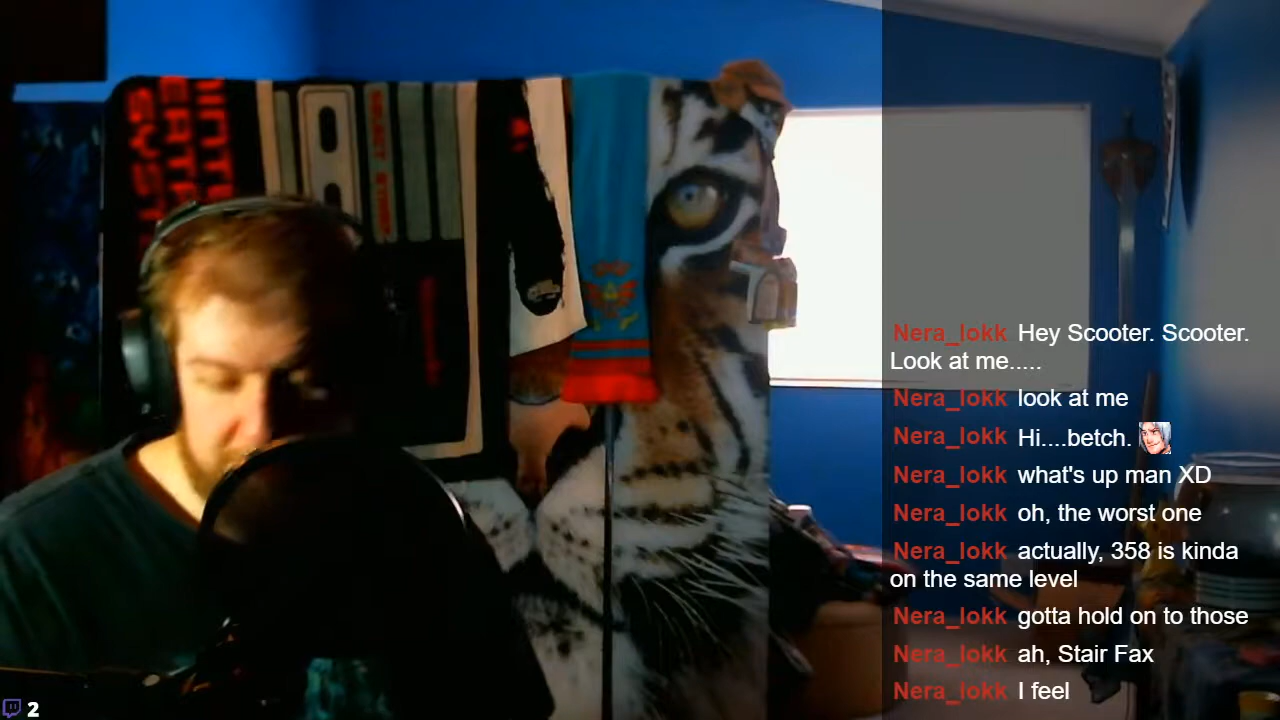 Nera_lokk Hey Scooter. Scooter.
Look at me.....
Nera_lokk look at me
Nera_lokk Hi....betch.
Nera_lokk what's up man XD
Nera_lokk oh, the worst one
Nera_lokk actually, 358 is kinda
on the same level
Nera_lokk gotta hold on to those
Nera_lokk ah, Stair Fax
Nera_lokk I feel
2